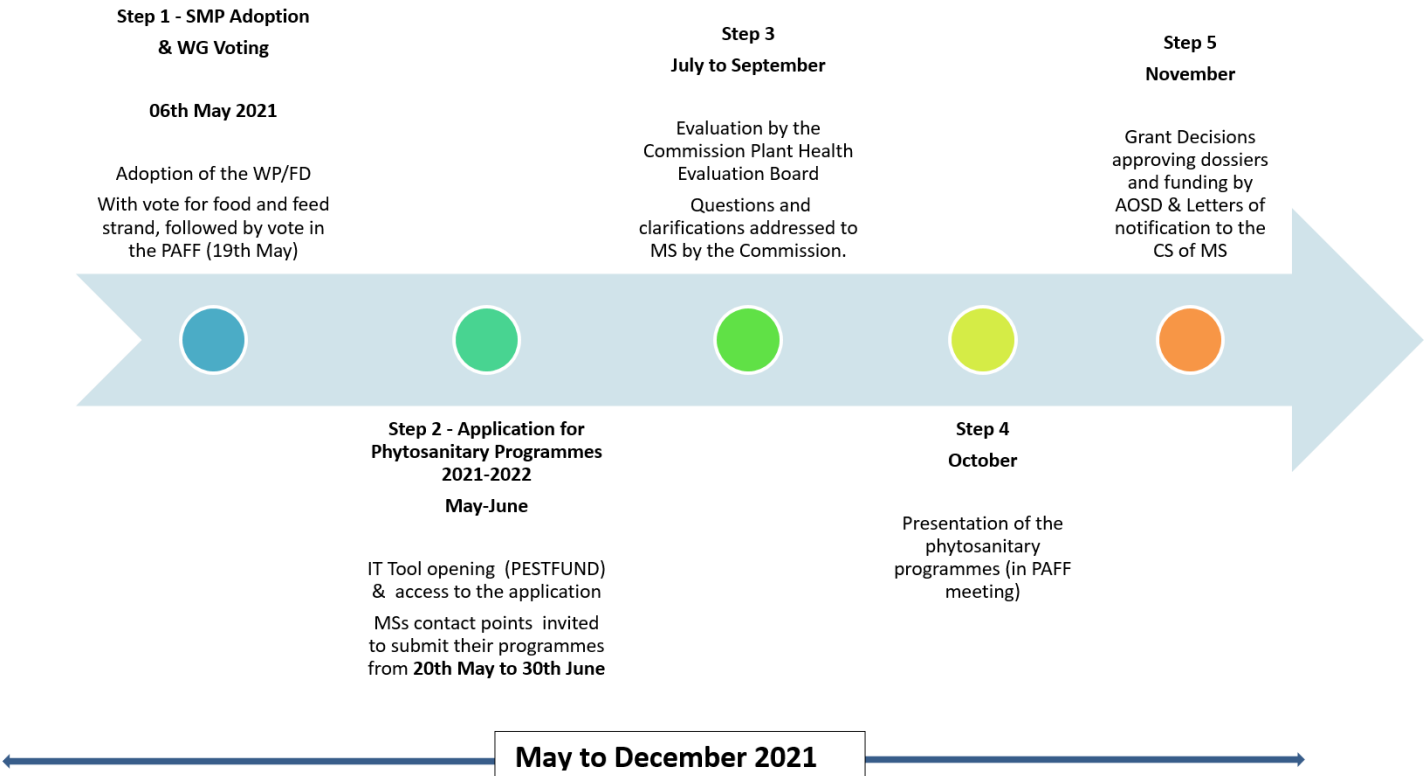 Step 1 - SMP Adoption
& WG Voting
06th May 2021
Adoption of the WP/FD
With vote for food and feed
strand, followed by vote in
the PAFF (19th May)
Step 2 - Application for
Phytosanitary Programmes
2021-2022
May-June
IT Tool opening (PESTFUND)
& access to the application
MSs contact points invited
to submit their programmes
from 20th May to 30th June
Step 3
July to September
Evaluation by the
Commission Plant Health
Evaluation Board
Questions and
clarifications addressed to
MS by the Commission.
Step 4
October
Presentation of the
phytosanitary
programmes (in PAFF
meeting)
Step 5
November
Grant Decisions
approving dossiers
and funding by
AOSD & Letters of
notification to the
CS of MS
May to December 2021